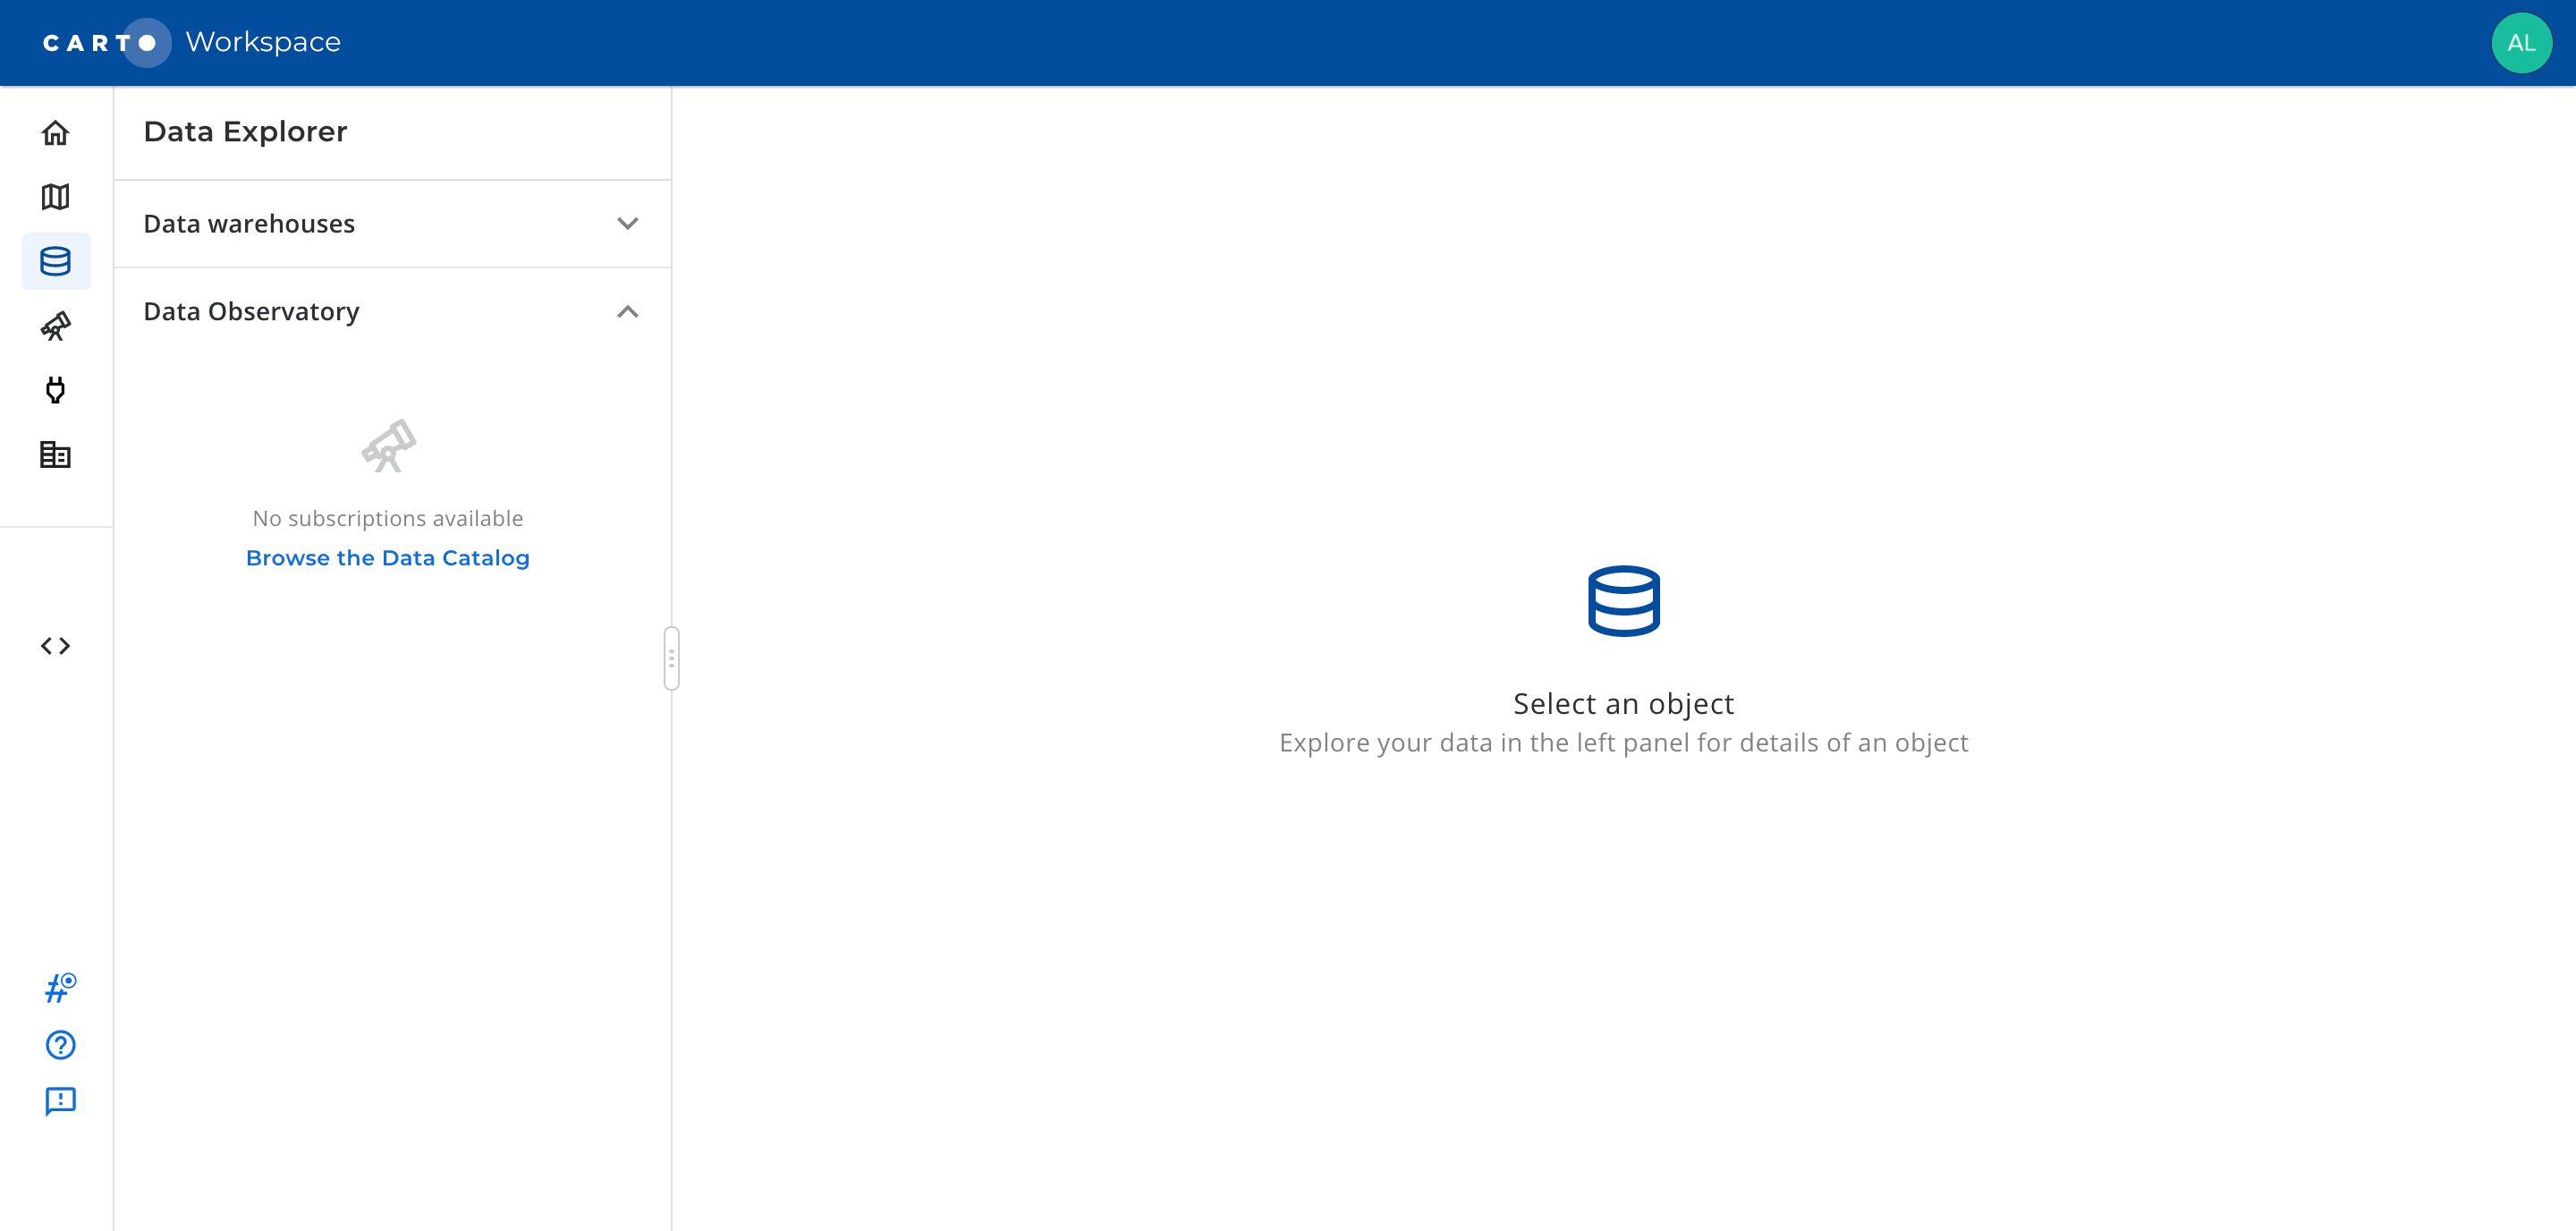 CARTO Workspace
AL
Data Explorer
Data warehouses
Data Observatory
No subscriptions available
Browse the Data Catalog
Select an object
Explore your data in the left panel for details of an object